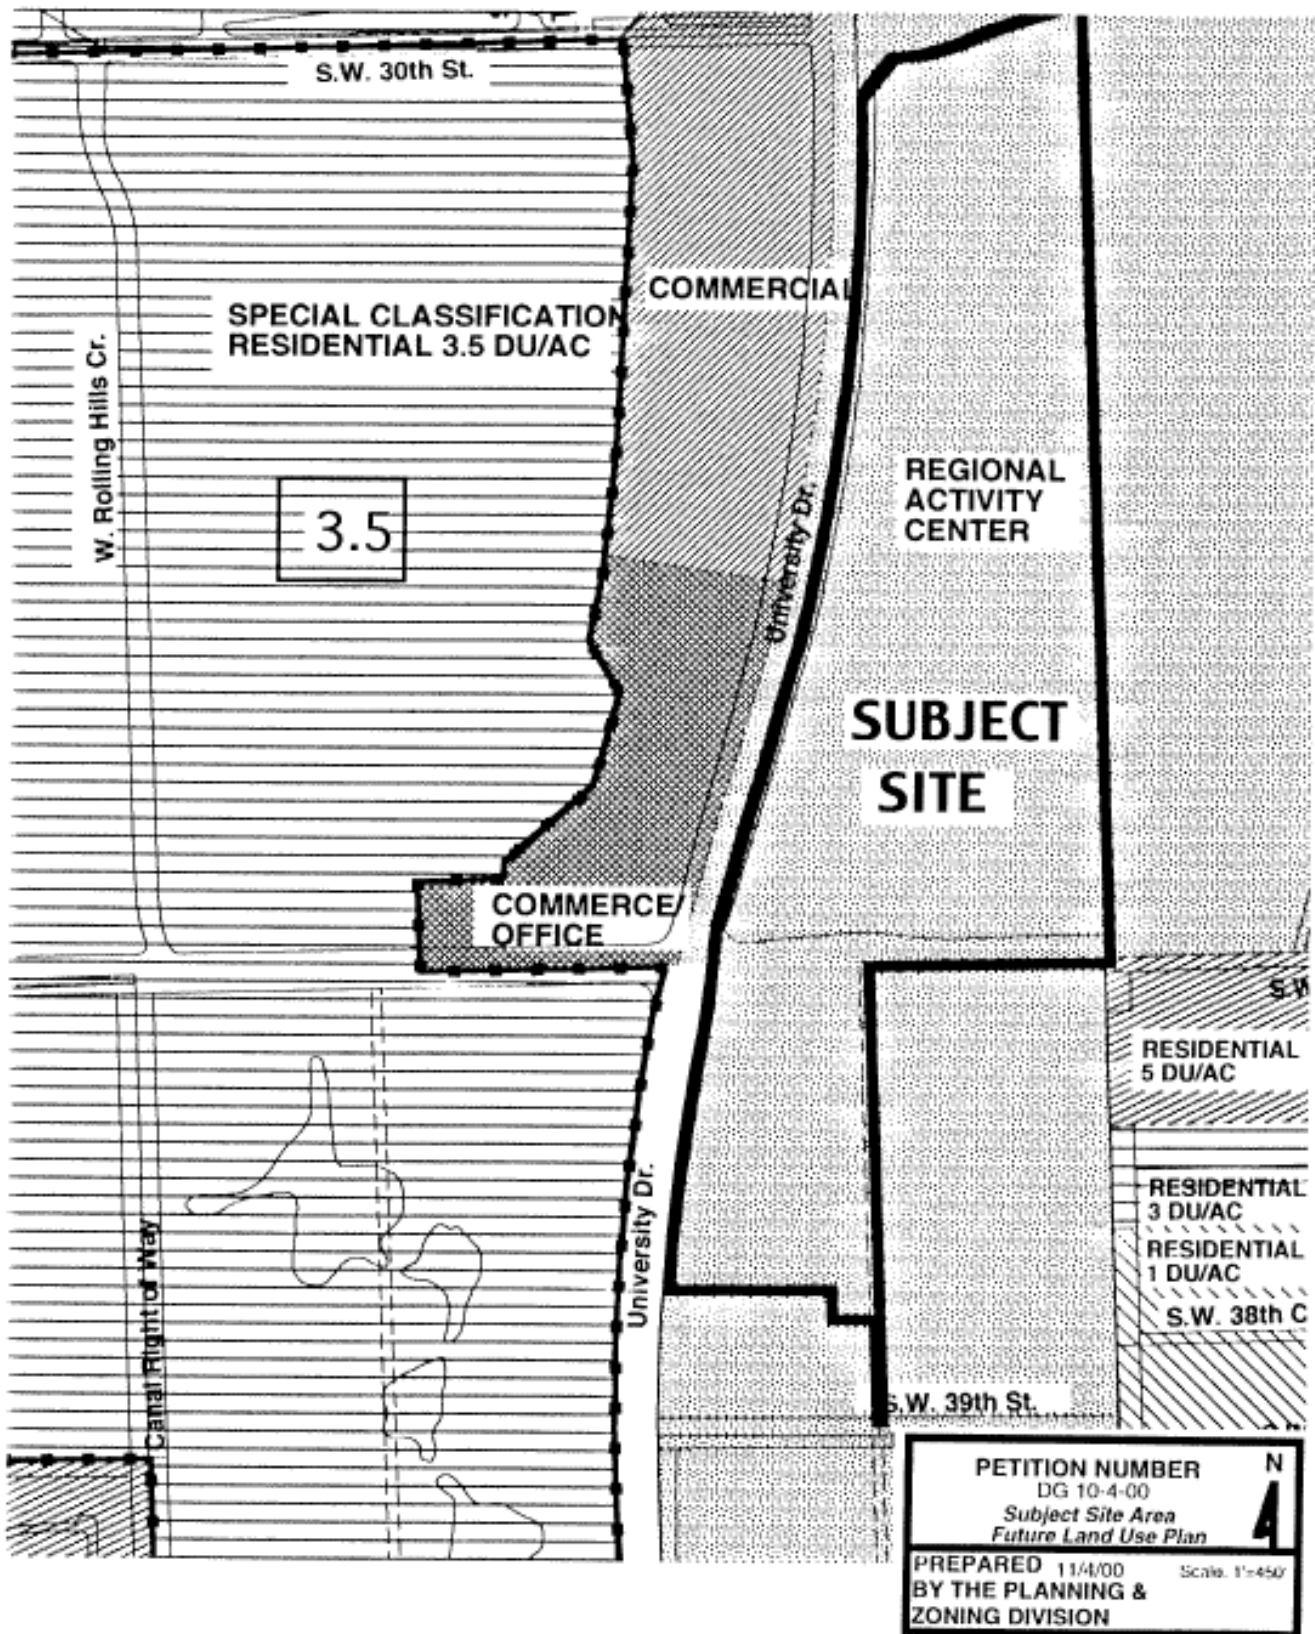 S.W. 30th St.
COMMERCIAL
SPECIAL CLASSIFICATION
RESIDENTIAL 3.5 DU/AC
W. Rolling Hills Cr.
REGIONAL
ACTIVITY
CENTER
3.5
University Dr.
SUBJECT
SITE
COMMERCE/
OFFICE
RESIDENTIAL
5 DU/AC
University Dr.
RESIDENTIAL
3 DU/AC
RESIDENTIAL
1 DU/AC
Canal Right of Way
S.W. 38th C
S.W. 39th St.
PETITION NUMBER
DG 10-4-00
Subject Site Area
Future Land Use Plan
N
PREPARED 11/4/00
BY THE PLANNING &
ZONING DIVISION
Scale: 1"=450'